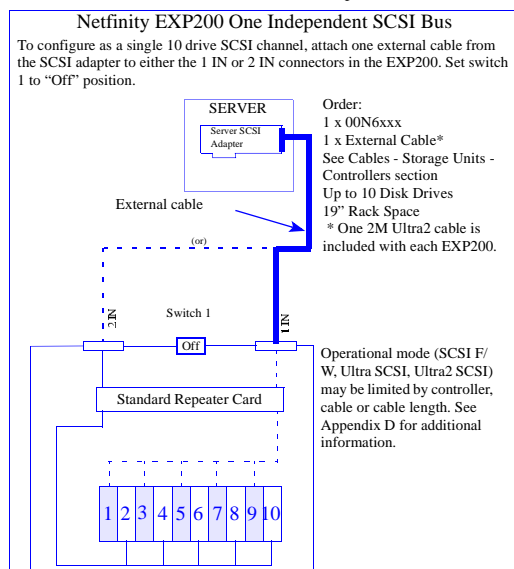 Netfinity EXP200 One Independent SCSI Bus
To configure as a single 10 drive SCSI channel, attach one external cable from
the SCSI adapter to either the 1 IN or 2 IN connectors in the EXP200. Set switch
1 to “Off” position.
SERVER
Server SCSI
Adapter
Order:
1 x 00N6xxx
1 x External Cable*
See Cables - Storage Units -
Controllers section
Up to 10 Disk Drives
19” Rack Space
* One 2M Ultra2 cable is
included with each EXP200.
External cable
(or)
2 IN
Switch 1
1 IN
Off
Operational mode (SCSI F/
W, Ultra SCSI, Ultra2 SCSI)
may be limited by controller,
cable or cable length. See
Appendix D for additional
information.
Standard Repeater Card
1 2 3 4 5 6 7 8 9 10